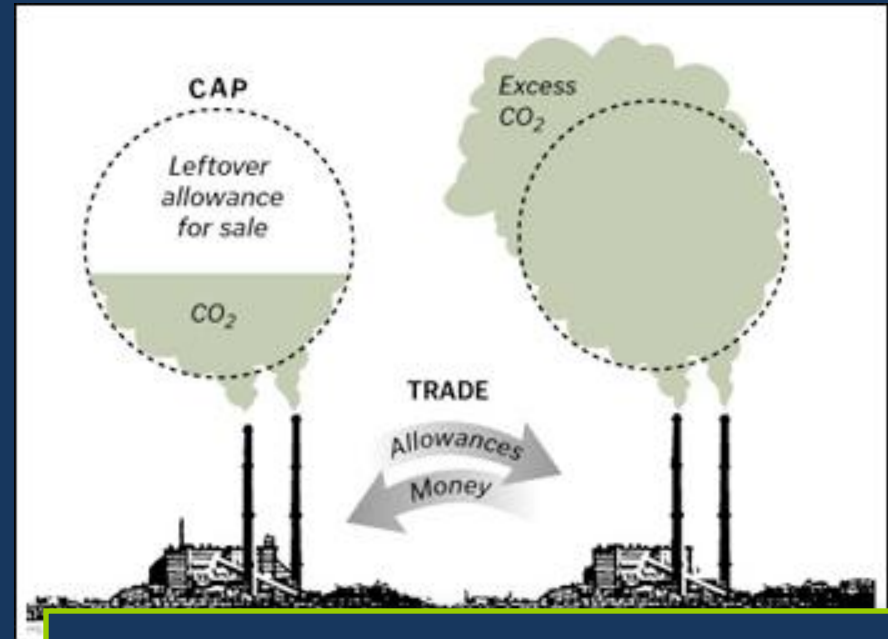 CAP
Leftover
allowance
for sale
CO₂
Excess
CO₂
TRADE
Allowances
Money